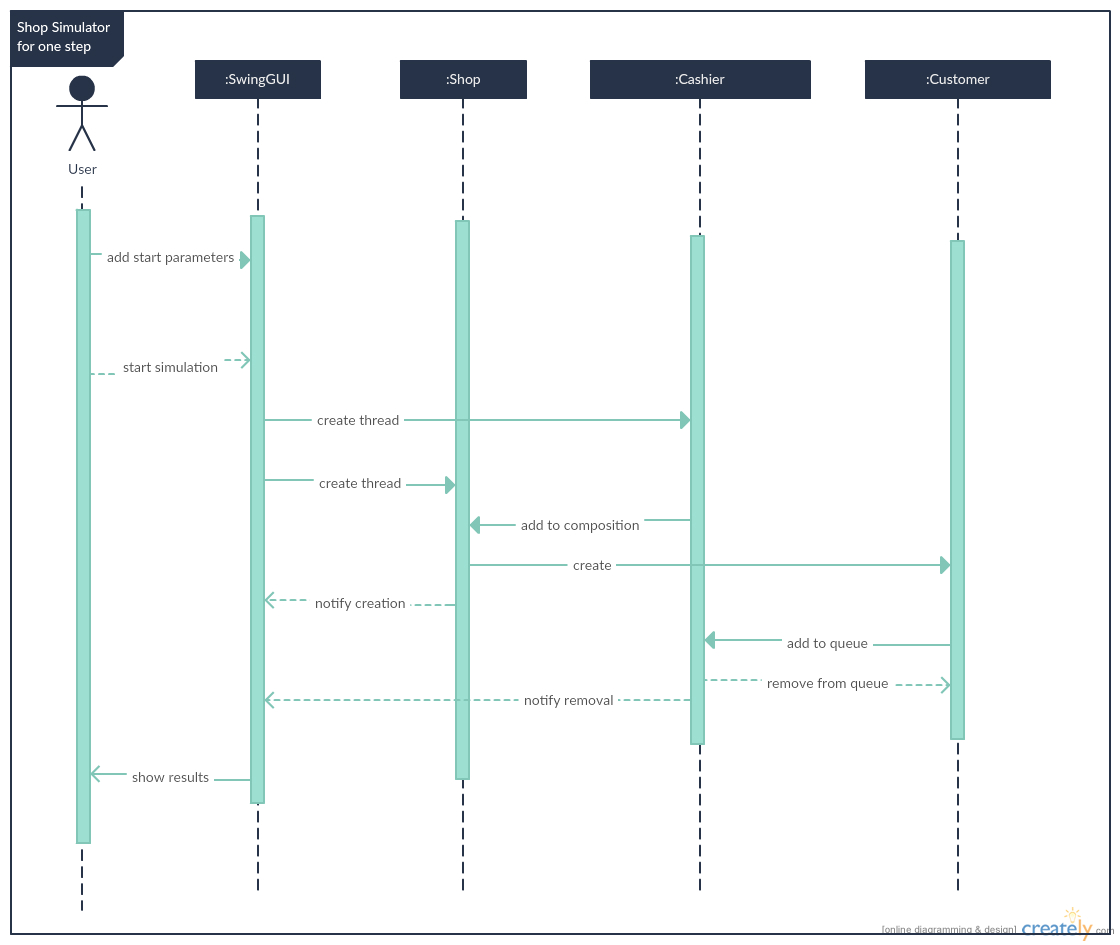 Shop Simulator
for one step
:SwingGUI
:Shop
:Cashier
:Customer
User
add start parameters
start simulation
create thread
create thread
add to composition
create
notify creation
add to queue
remove from queue
notify removal
show results
[online diagramming & design] creately.com